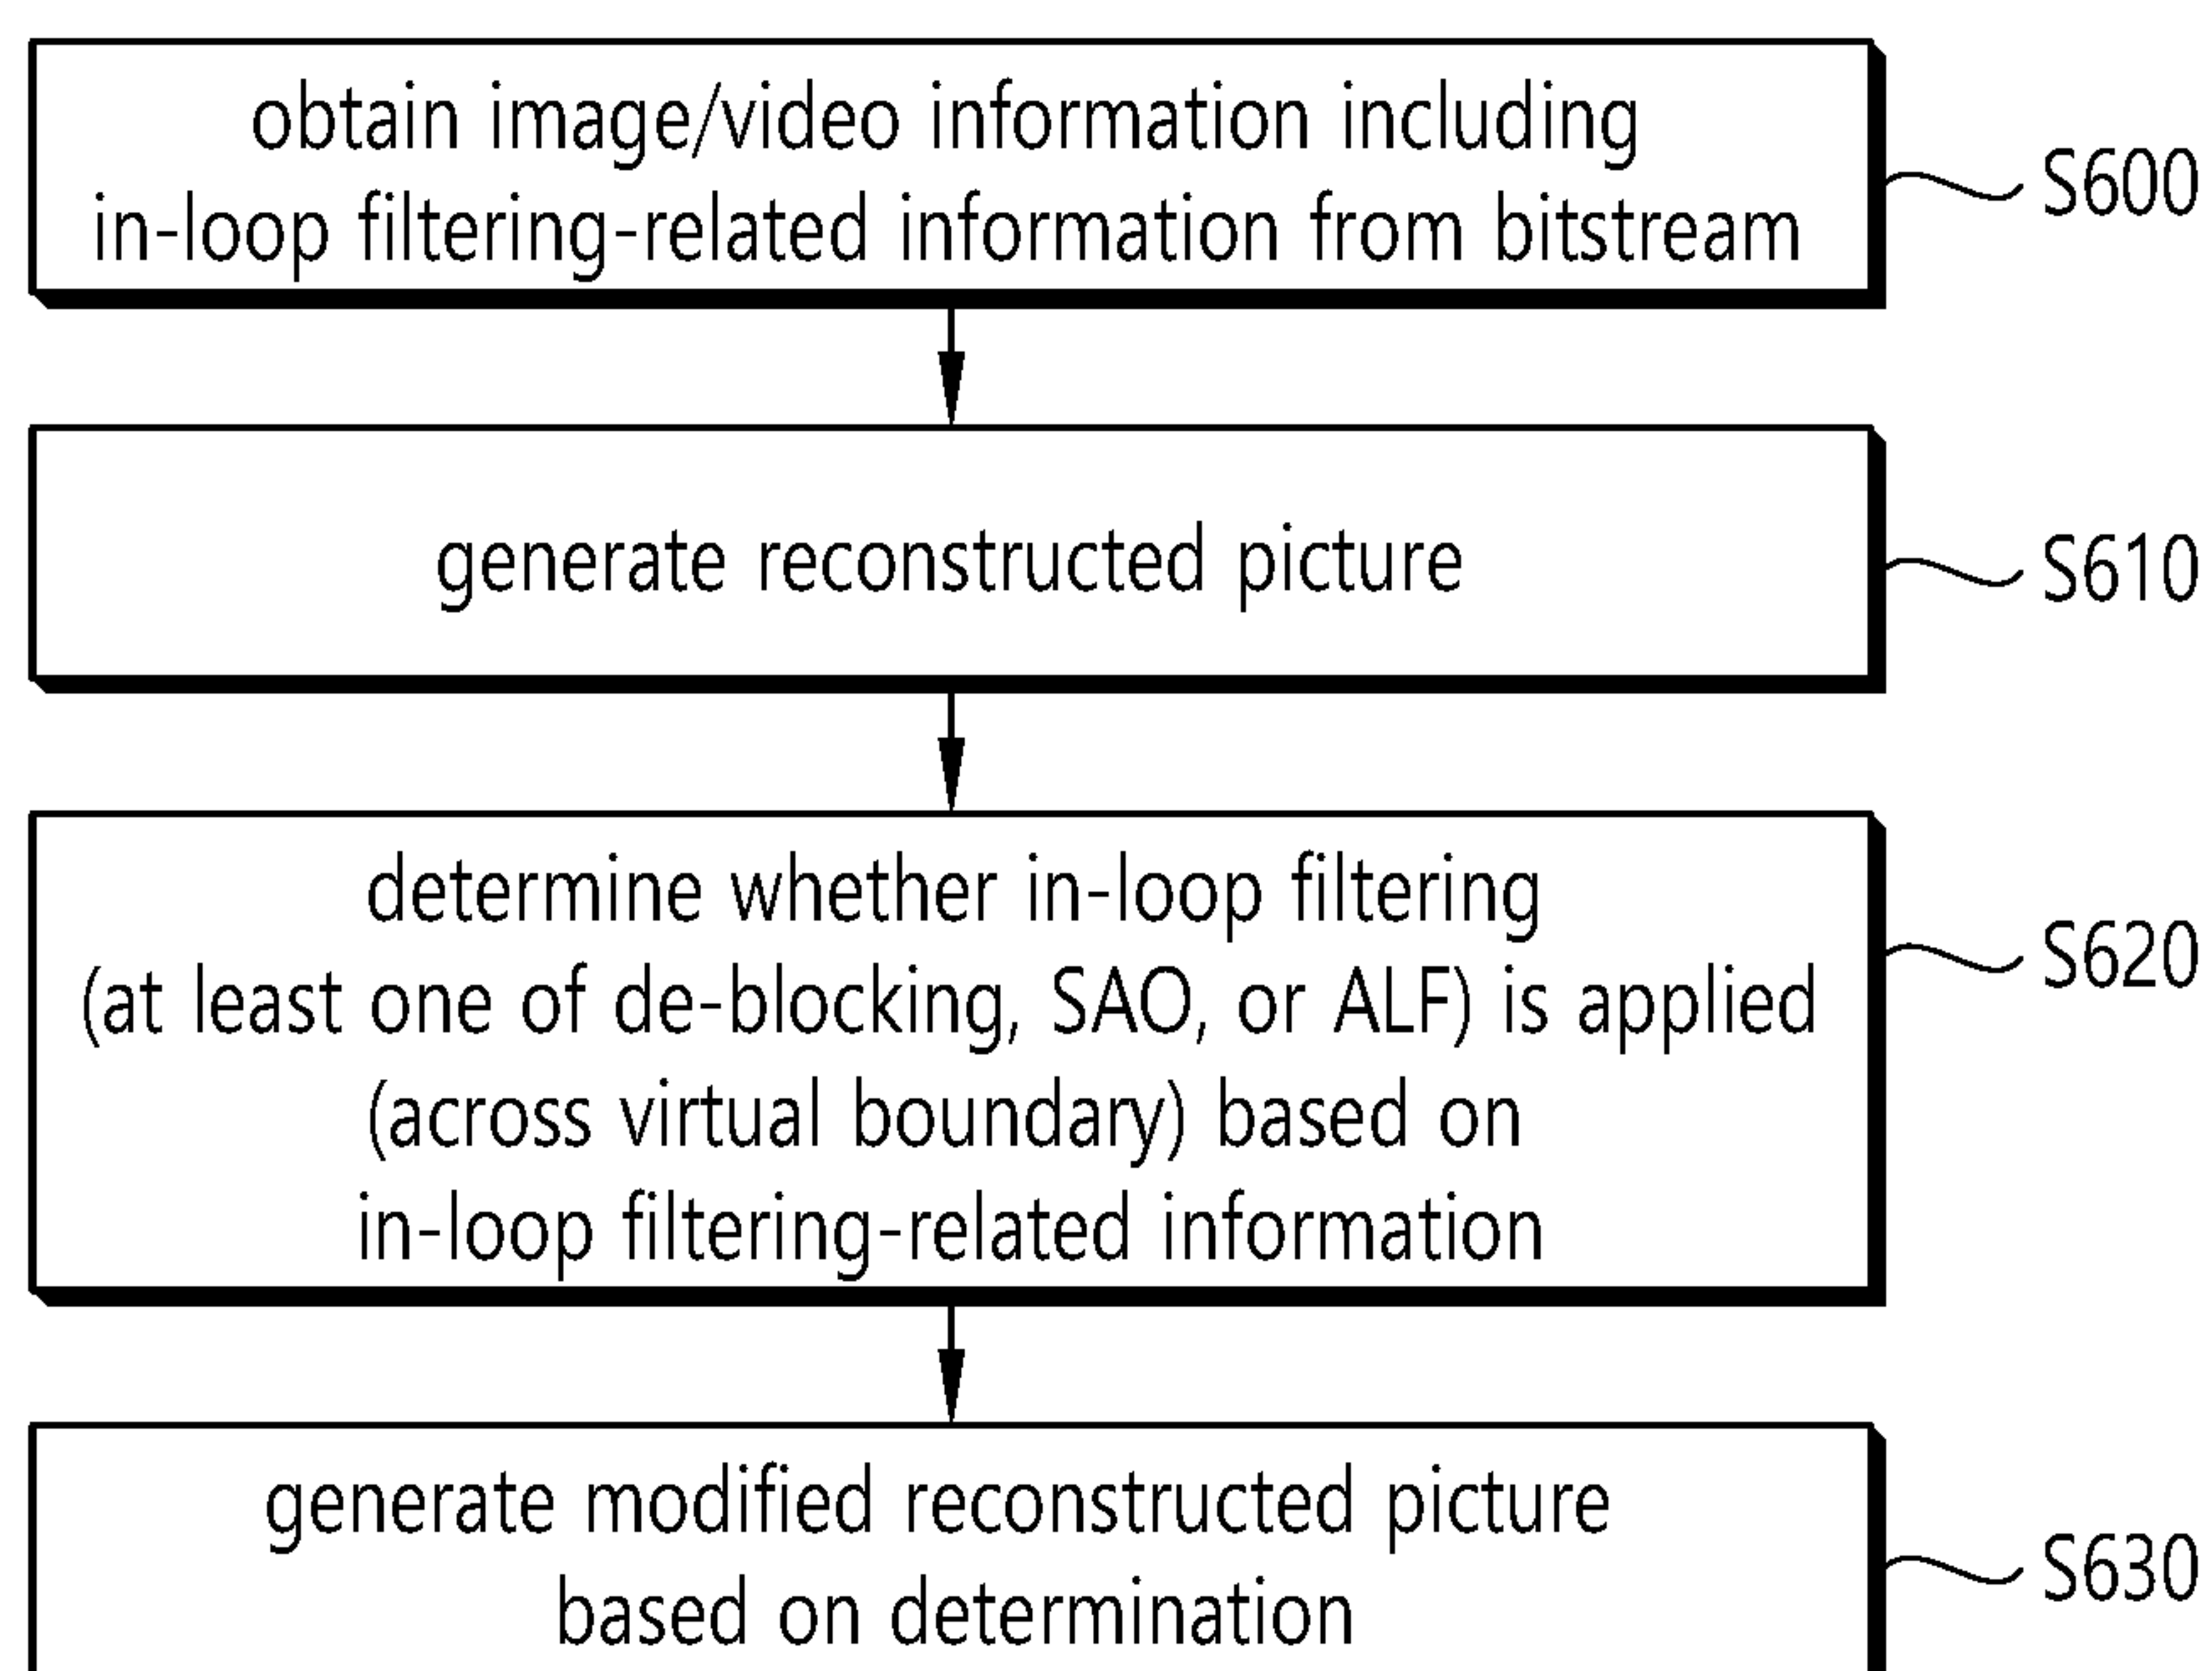 obtain image/video information including
in-loop filtering-related information from bitstream
S600
generate reconstructed picture
S610
determine whether in-loop filtering
(at least one of de-blocking, SAO, or ALF) is applied
(across virtual boundary) based on
in-loop filtering-related information
S620
generate modified reconstructed picture
based on determination
S630